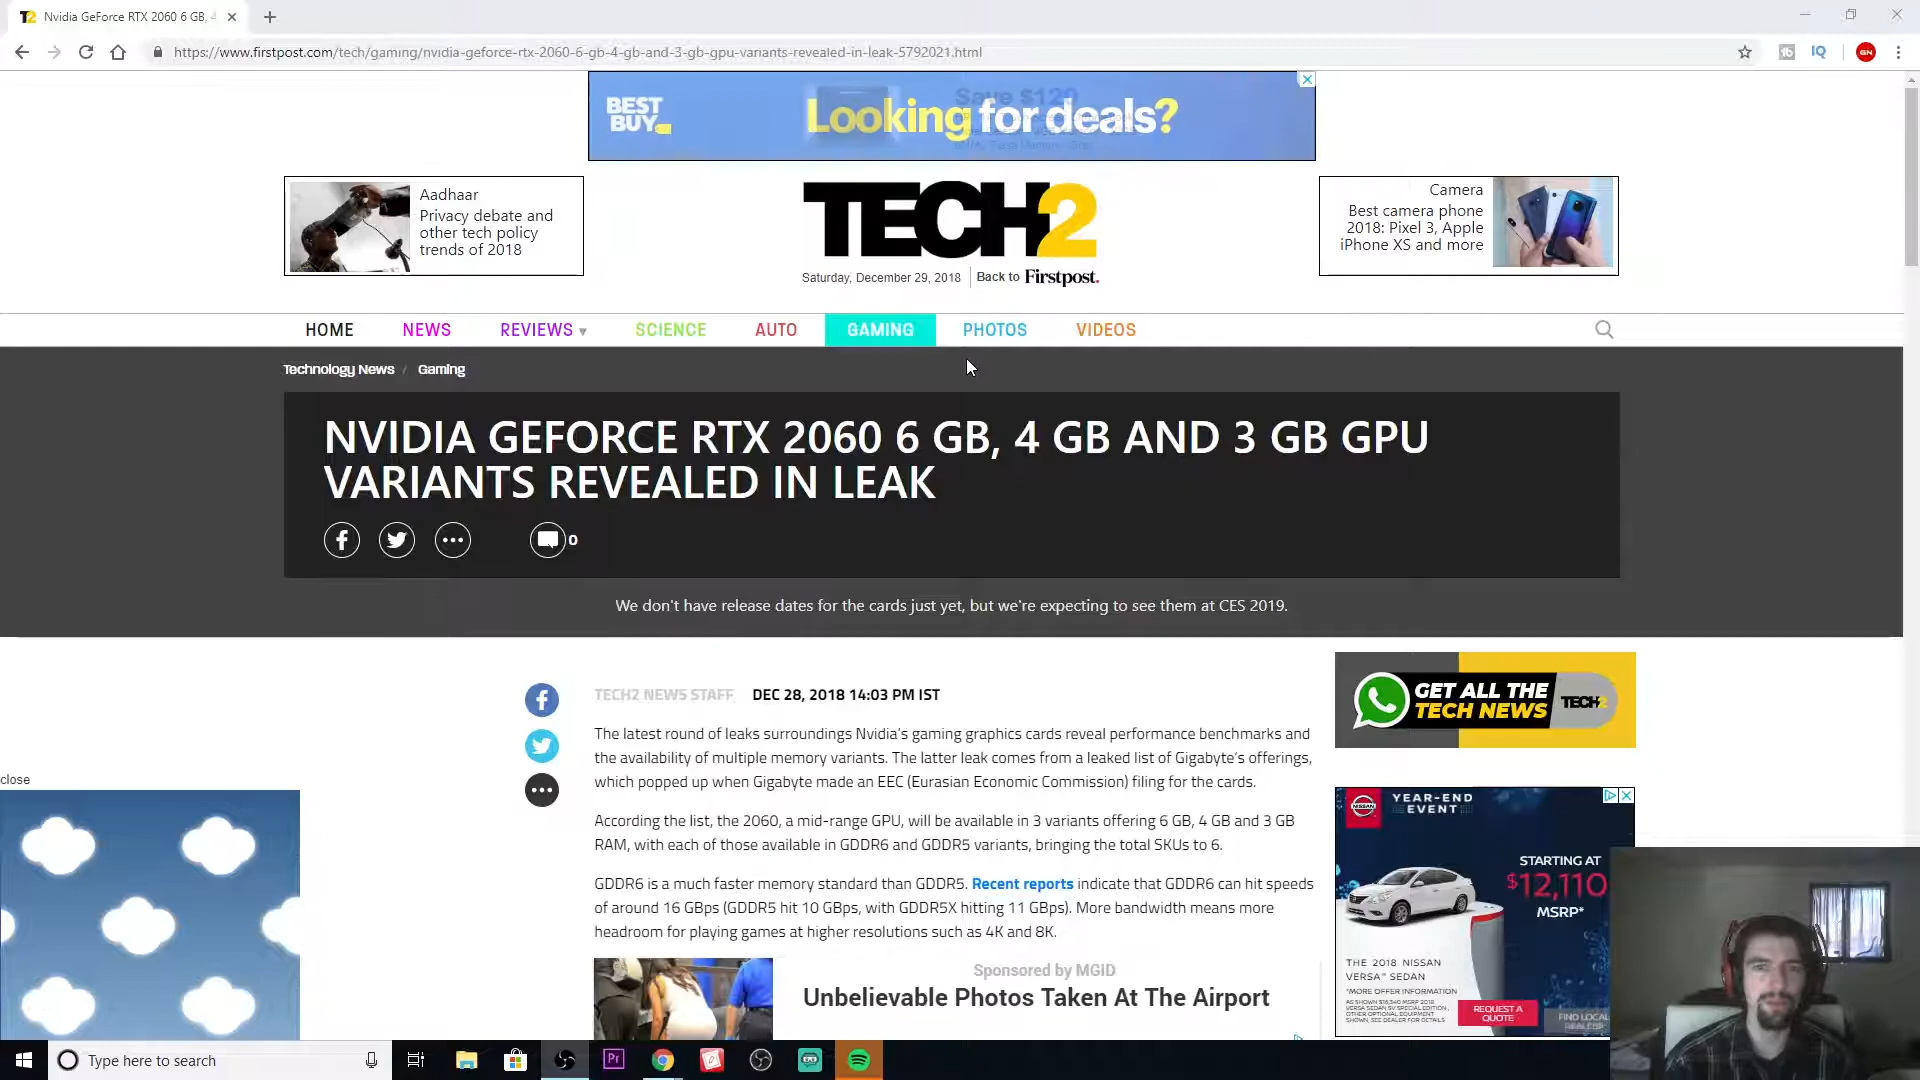 Nvidia GeForce RTX 2060 6 GB, 4
https://www.firstpost.com/tech/gaming/nvidia-geforce-rtx-2060-6-gb-4-gb-and-3-gb-gpu-variants-revealed-in-leak-5792021.html
BEST BUY
Save $120
Looking for deals?
Aadhaar
Privacy debate and
other tech policy
trends of 2018
TECH2
Saturday, December 29, 2018 Back to Firstpost.
Camera
Best camera phone
2018: Pixel 3, Apple
iPhone XS and more
HOME NEWS REVIEWS SCIENCE AUTO GAMING PHOTOS VIDEOS
Technology News / Gaming
NVIDIA GEFORCE RTX 2060 6 GB, 4 GB AND 3 GB GPU
VARIANTS REVEALED IN LEAK
0
We don't have release dates for the cards just yet, but we're expecting to see them at CES 2019.
TECH2 NEWS STAFF DEC 28, 2018 14:03 PM IST
The latest round of leaks surroundings Nvidia's gaming graphics cards reveal performance benchmarks and
the availability of multiple memory variants. The latter leak comes from a leaked list of Gigabyte's offerings,
which popped up when Gigabyte made an EEC (Eurasian Economic Commission) filing for the cards.
According the list, the 2060, a mid-range GPU, will be available in 3 variants offering 6 GB, 4 GB and 3 GB
RAM, with each of those available in GDDR6 and GDDR5 variants, bringing the total SKUs to 6.
GDDR6 is a much faster memory standard than GDDR5. Recent reports indicate that GDDR6 can hit speeds
of around 16 GBps (GDDR5 hit 10 GBps, with GDDR5X hitting 11 GBps). More bandwidth means more
headroom for playing games at higher resolutions such as 4K and 8K.
Sponsored by MGID
Unbelievable Photos Taken At The Airport
close
GET ALL THE
TECH NEWS
TECH2
NISSAN
YEAR-END
EVENT
STARTING AT
$12,110
MSRP*
THE 2018 NISSAN
VERSA® SEDAN
*MORE OFFER INFORMATION
REQUEST A
QUOTE
FIND LOCAL
Type here to search